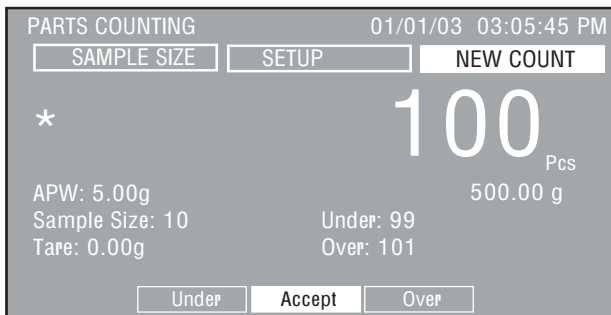 PARTS COUNTING 01/01/03 03:05:45 PM
SAMPLE SIZE SETUP NEW COUNT
* 100 Pcs
APW: 5.00g 500.00 g
Sample Size: 10 Under: 99
Tare: 0.00g Over: 101
Under Accept Over